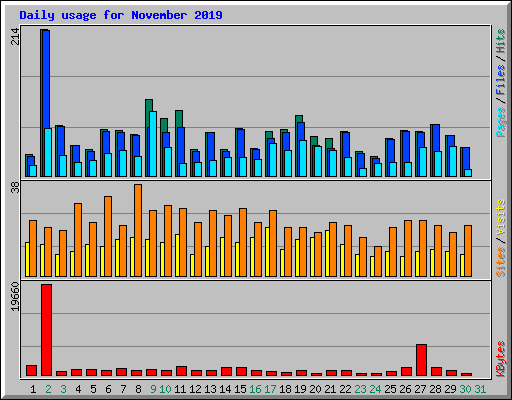 Daily usage for November 2019
214
Pages / Files / Hits
38
Sites / Visits
19660
KBytes
1 2 3 4 5 6 7 8 9 10 11 12 13 14 15 16 17 18 19 20 21 22 23 24 25 26 27 28 29 30 31